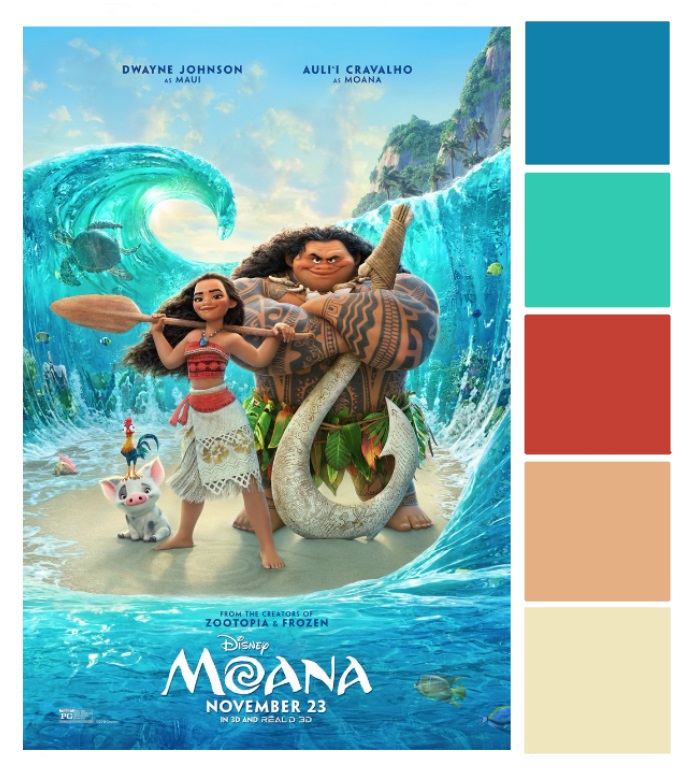 DWAYNE JOHNSON
AS MAUI
AULI'I CRAVALHO
AS MOANA
FROM THE CREATORS OF
ZOOTOPIA & FROZEN
Disney
MOANA
NOVEMBER 23
IN 3D AND REAL D 3D
PG